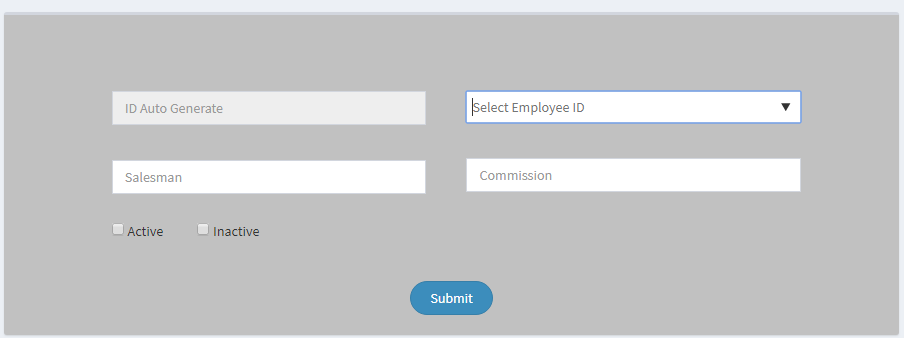 ID Auto Generate
Select Employee ID
Salesman
Commission
Active
Inactive
Submit